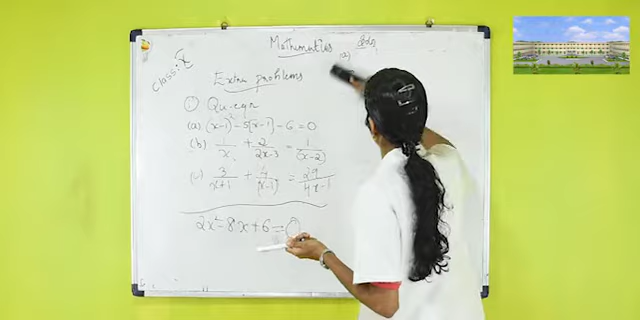 Mathematics
Soln
(a)
Class: X
Extra problems
① Qu. eqn
(a) (x-1)² - 5(x-1) - 6 = 0
(b) 1/x + 2/2x-3 = 1/(x-2)
(c) 3/x+1 + 4/(x-1) = 29/4x-1
2x² - 8x + 6 = 0